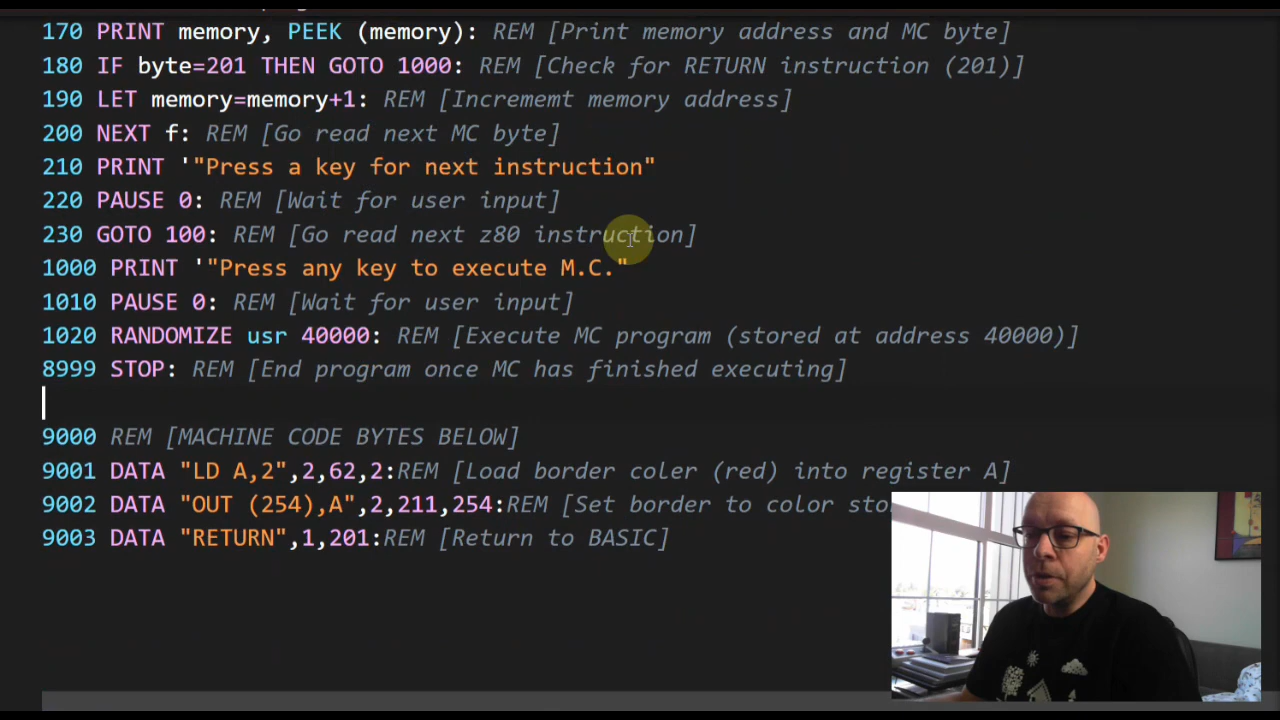 170 PRINT memory, PEEK (memory): REM [Print memory address and MC byte]
180 IF byte=201 THEN GOTO 1000: REM [Check for RETURN instruction (201)]
190 LET memory=memory+1: REM [Incrememt memory address]
200 NEXT f: REM [Go read next MC byte]
210 PRINT '"Press a key for next instruction"
220 PAUSE 0: REM [Wait for user input]
230 GOTO 100: REM [Go read next z80 instruction]
1000 PRINT '"Press any key to execute M.C."
1010 PAUSE 0: REM [Wait for user input]
1020 RANDOMIZE usr 40000: REM [Execute MC program (stored at address 40000)]
8999 STOP: REM [End program once MC has finished executing]
9000 REM [MACHINE CODE BYTES BELOW]
9001 DATA "LD A,2",2,62,2:REM [Load border coler (red) into register A]
9002 DATA "OUT (254),A",2,211,254:REM [Set border to color sto
9003 DATA "RETURN",1,201:REM [Return to BASIC]